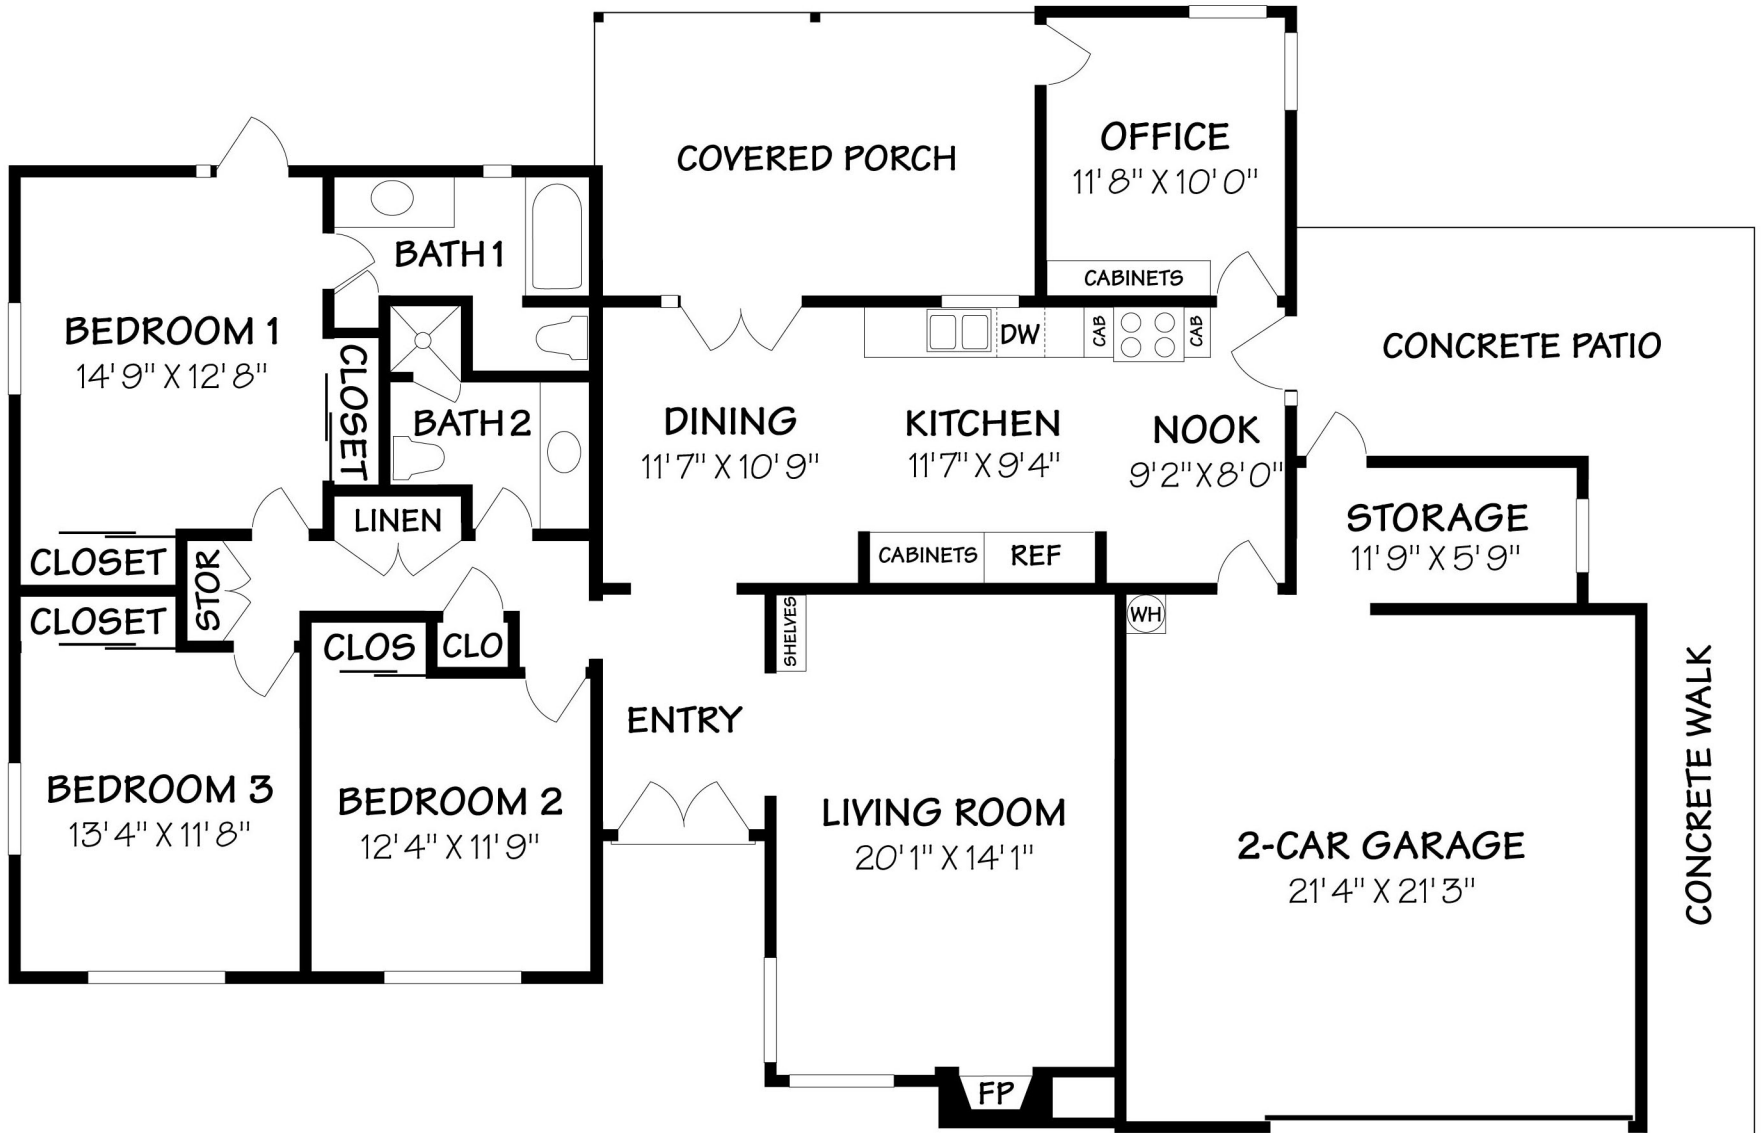 COVERED PORCH
OFFICE
11'8" X 10'0"
CABINETS
BATH 1
BEDROOM 1
14'9" X 12'8"
CLOSET
BATH 2
DINING
11'7" X 10'9"
DW
CAB
CAB
KITCHEN
11'7" X 9'4"
NOOK
9'2" X 8'0"
CONCRETE PATIO
STORAGE
11'9" X 5'9"
LINEN
CLOSET
STOR
CABINETS
REF
CLOSET
CLOS
CLO
SHELVES
WH
ENTRY
BEDROOM 3
13'4" X 11'8"
BEDROOM 2
12'4" X 11'9"
LIVING ROOM
20'1" X 14'1"
2-CAR GARAGE
21'4" X 21'3"
CONCRETE WALK
FP